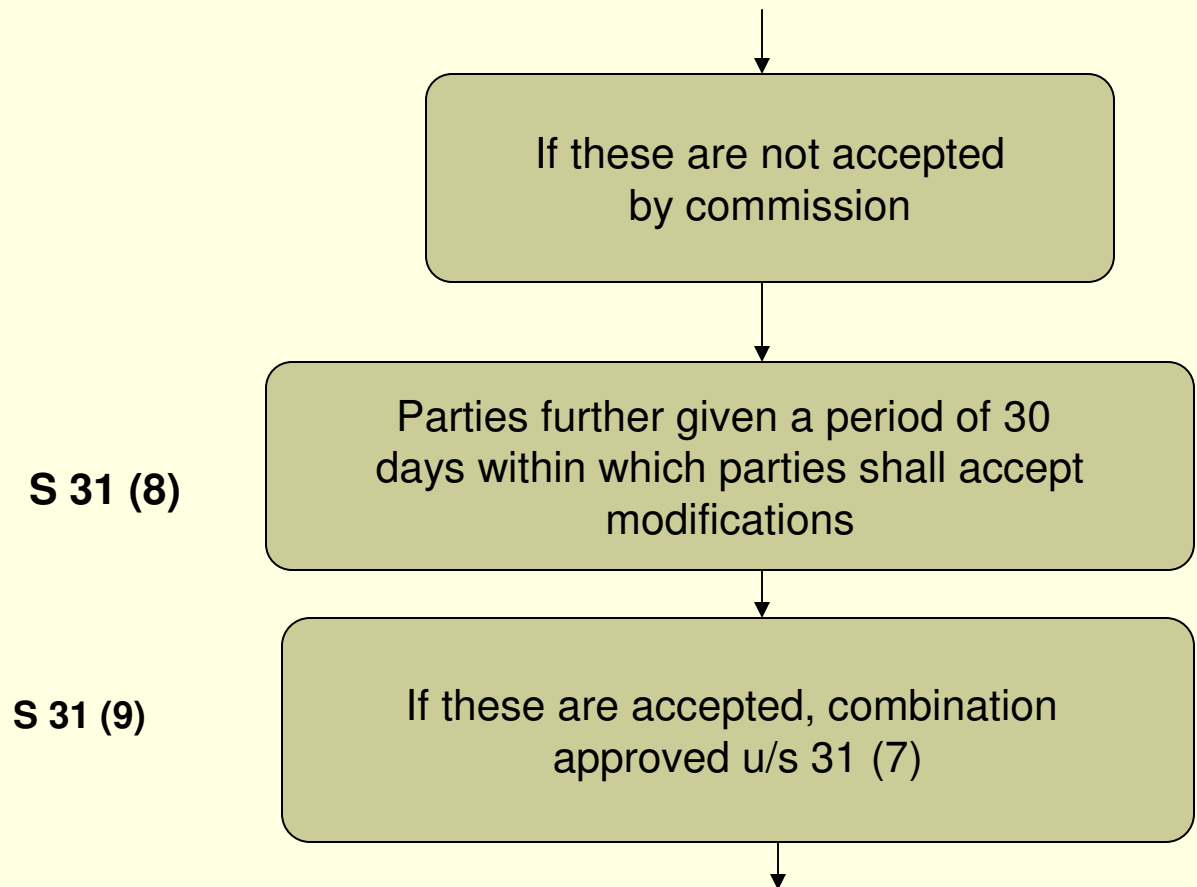 If these are not accepted
by commission
S 31 (8)
Parties further given a period of 30
days within which parties shall accept
modifications
S 31 (9)
If these are accepted, combination
approved u/s 31 (7)